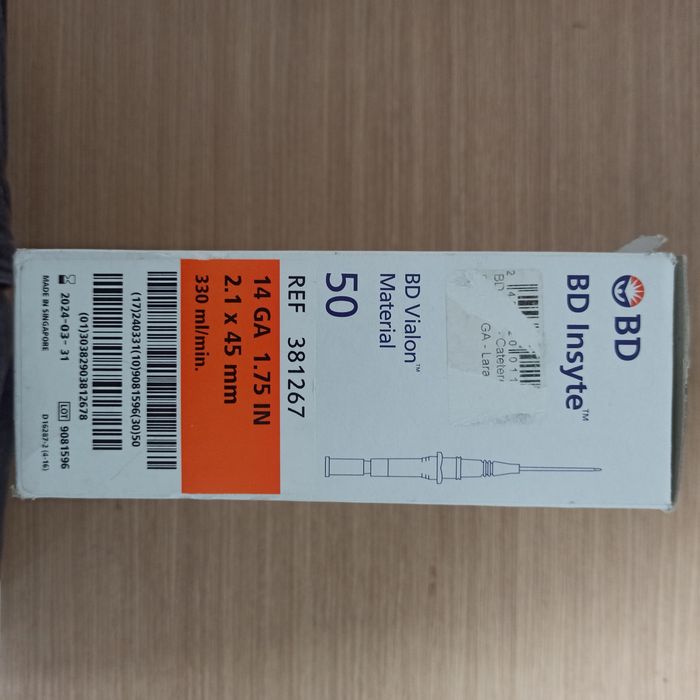 BD
BD Insyte™
BD
Cateter
GA - Lara
BD Vialon™
Material
50
REF 381267
14 GA 1.75 IN
2.1 x 45 mm
330 ml/min.
(17)240331(10)9081596(30)50
(01)30382903812678
2024-03-31
LOT 9081596
MADE IN SINGAPORE
D16287-2 (4-16)